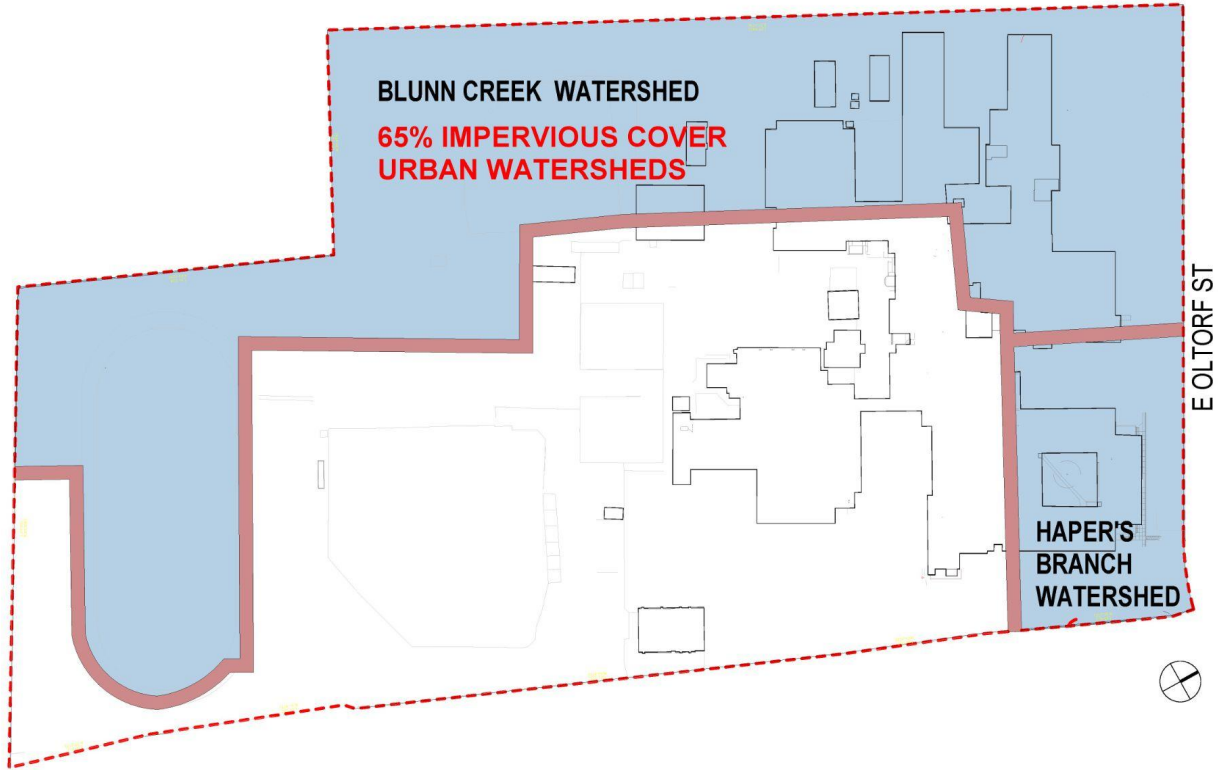 BLUNN CREEK WATERSHED
65% IMPERVIOUS COVER
URBAN WATERSHEDS
E OLTORF ST
HAPER'S
BRANCH
WATERSHED